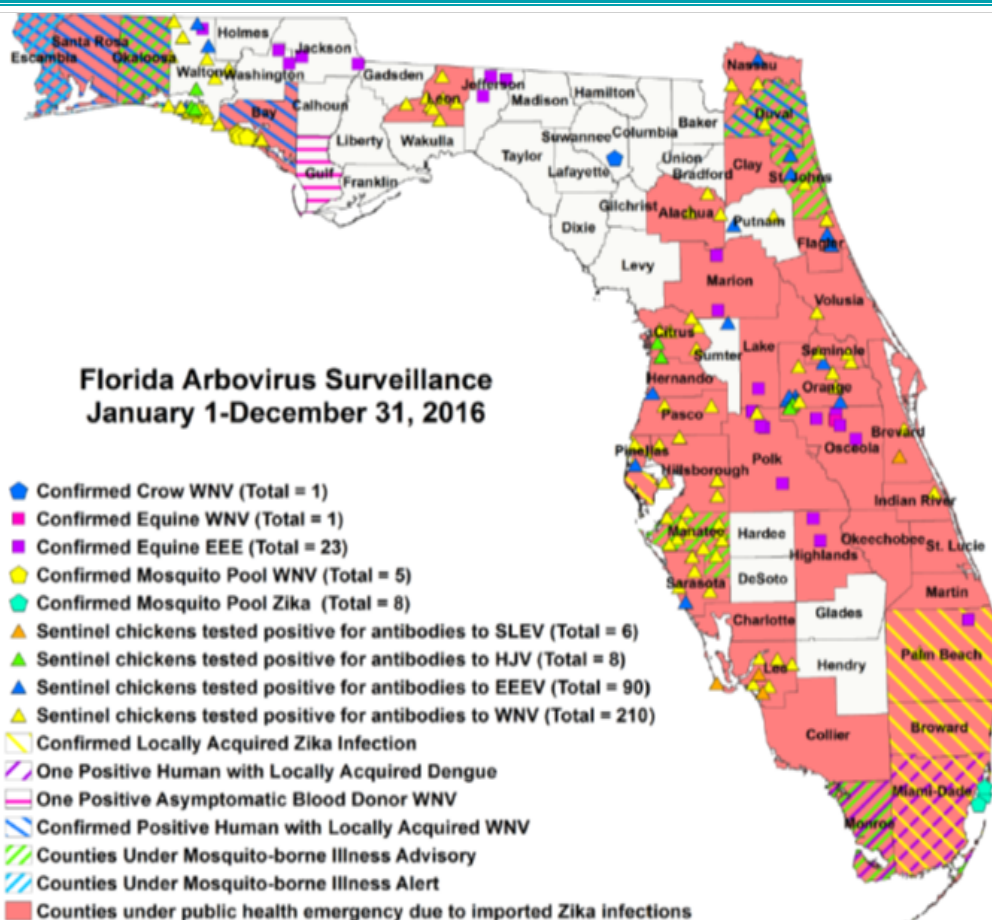 Holmes
Jackson
Santa Rosa
Escambia
Okaloosa
Walton
Washington
Gadsden
Jefferson
Leon
Madison
Hamilton
Nassau
Bay
Calhoun
Liberty
Wakulla
Taylor
Suwannee
Columbia
Baker
Duval
Gulf
Franklin
Lafayette
Union
Bradford
Clay
St. Johns
Dixie
Gilchrist
Alachua
Putnam
Flagler
Levy
Marion
Volusia
Citrus
Sumter
Lake
Seminole
Hernando
Orange
Florida Arbovirus Surveillance
January 1-December 31, 2016
Pasco
Pinellas
Hillsborough
Polk
Osceola
Brevard
Indian River
Manatee
Hardee
Highlands
Okeechobee
St. Lucie
Sarasota
DeSoto
Martin
Charlotte
Glades
Lee
Hendry
Palm Beach
Collier
Broward
Monroe
Miami-Dade
Confirmed Crow WNV (Total = 1)
Confirmed Equine WNV (Total = 1)
Confirmed Equine EEE (Total = 23)
Confirmed Mosquito Pool WNV (Total = 5)
Confirmed Mosquito Pool Zika (Total = 8)
Sentinel chickens tested positive for antibodies to SLEV (Total = 6)
Sentinel chickens tested positive for antibodies to HJV (Total = 8)
Sentinel chickens tested positive for antibodies to EEEV (Total = 90)
Sentinel chickens tested positive for antibodies to WNV (Total = 210)
Confirmed Locally Acquired Zika Infection
One Positive Human with Locally Acquired Dengue
One Positive Asymptomatic Blood Donor WNV
Confirmed Positive Human with Locally Acquired WNV
Counties Under Mosquito-borne Illness Advisory
Counties Under Mosquito-borne Illness Alert
Counties under public health emergency due to imported Zika infections